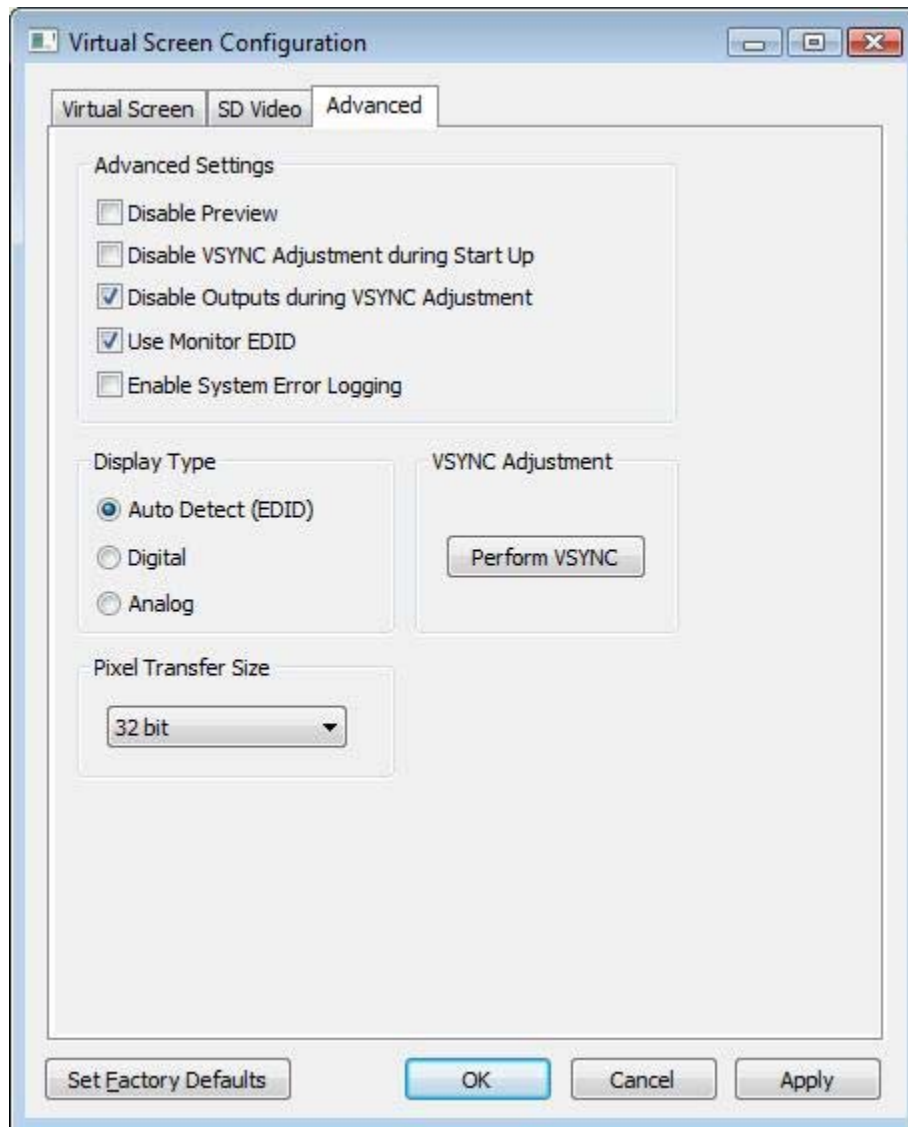 Virtual Screen Configuration
Virtual Screen SD Video Advanced
Advanced Settings
Disable Preview
Disable VSYNC Adjustment during Start Up
Disable Outputs during VSYNC Adjustment
Use Monitor EDID
Enable System Error Logging
Display Type
Auto Detect (EDID)
Digital
Analog
VSYNC Adjustment
Perform VSYNC
Pixel Transfer Size
32 bit
Set Factory Defaults OK Cancel Apply